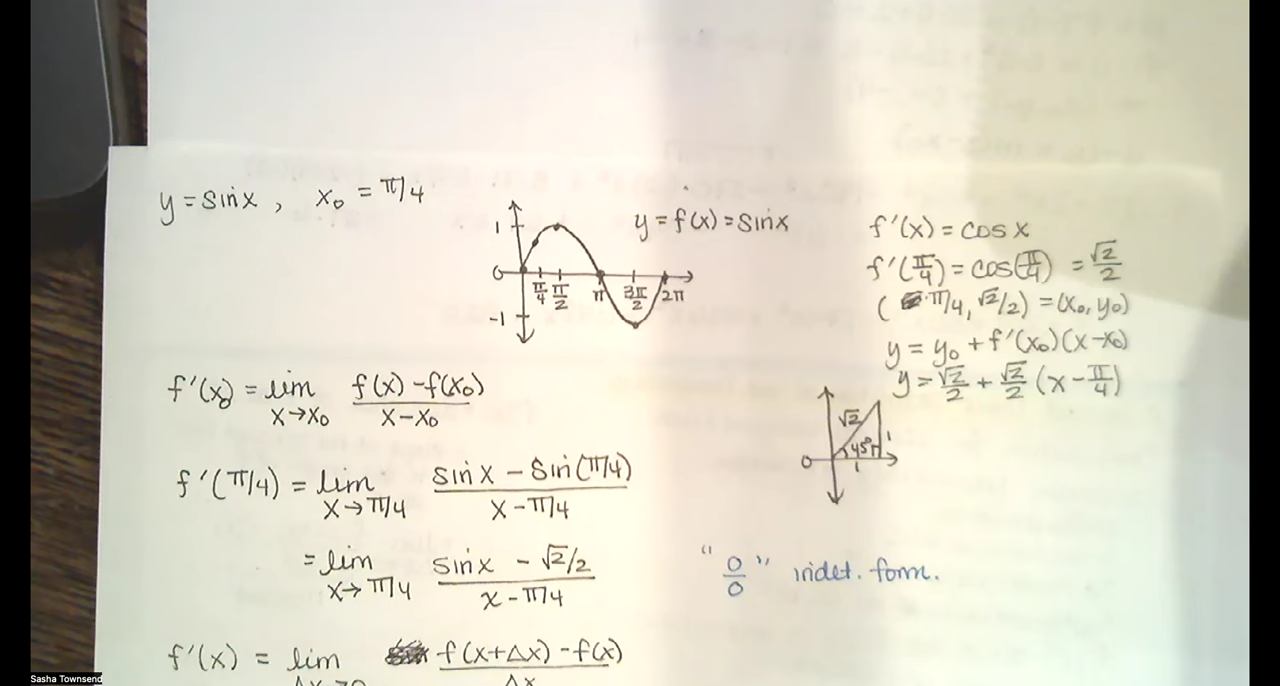 y = sin x , x₀ = π/4
y = f(x) = sin x
1
0
π/4 π/2 π 3π/2 2π
-1
f'(x) = cos x
f'(π/4) = cos(π/4) = √2/2
( π/4, √2/2) = (x₀, y₀)
y = y₀ + f'(x₀)(x-x₀)
y = √2/2 + √2/2 (x - π/4)
√2
45°
1
0
1
f'(x₀) = lim x→x₀ f(x) - f(x₀) / x - x₀
f'(π/4) = lim x→π/4 sin x - sin(π/4) / x - π/4
= lim x→π/4 sin x - √2/2 / x - π/4
"0/0" indet. form.
f'(x) = lim Δx→0 f(x+Δx) - f(x) / Δx
Sasha Townsend